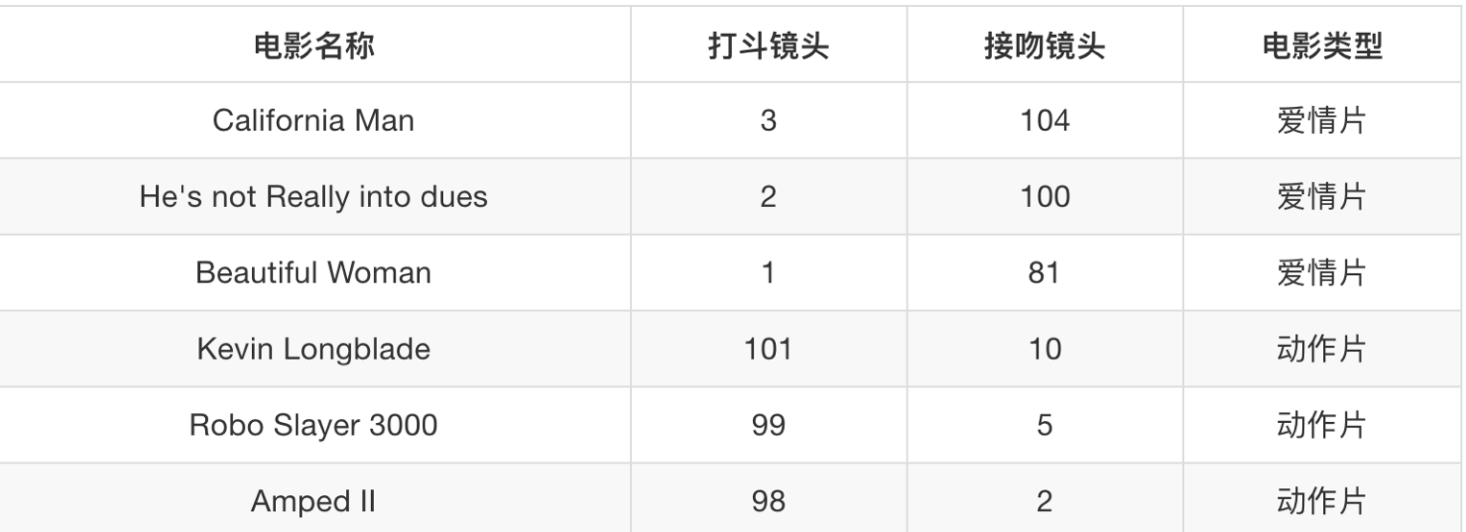 电影名称 打斗镜头 接吻镜头 电影类型
California Man 3 104 爱情片
He's not Really into dues 2 100 爱情片
Beautiful Woman 1 81 爱情片
Kevin Longblade 101 10 动作片
Robo Slayer 3000 99 5 动作片
Amped II 98 2 动作片